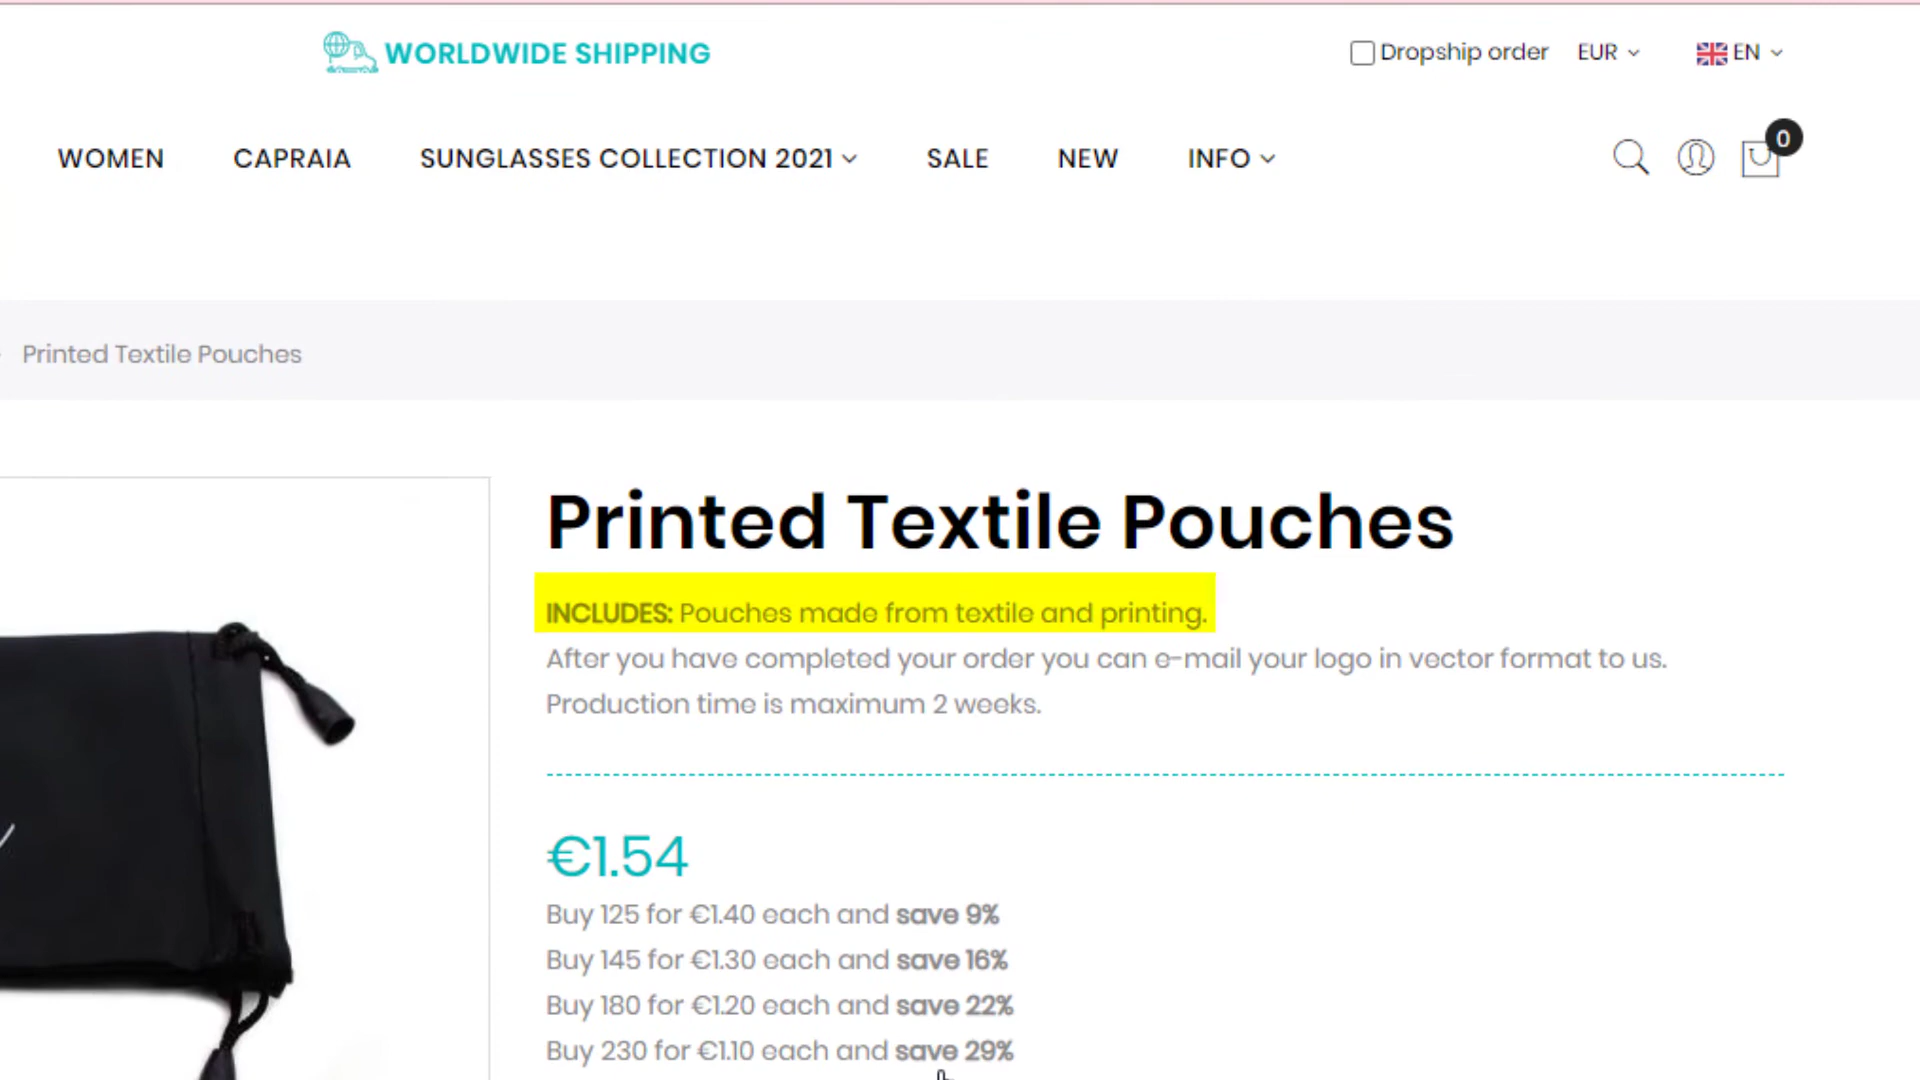 WORLDWIDE SHIPPING
Dropship order EUR EN
WOMEN CAPRAIA SUNGLASSES COLLECTION 2021 SALE NEW INFO 0
Printed Textile Pouches
Printed Textile Pouches
INCLUDES: Pouches made from textile and printing.
After you have completed your order you can e-mail your logo in vector format to us.
Production time is maximum 2 weeks.
€1.54
Buy 125 for €1.40 each and save 9%
Buy 145 for €1.30 each and save 16%
Buy 180 for €1.20 each and save 22%
Buy 230 for €1.10 each and save 29%